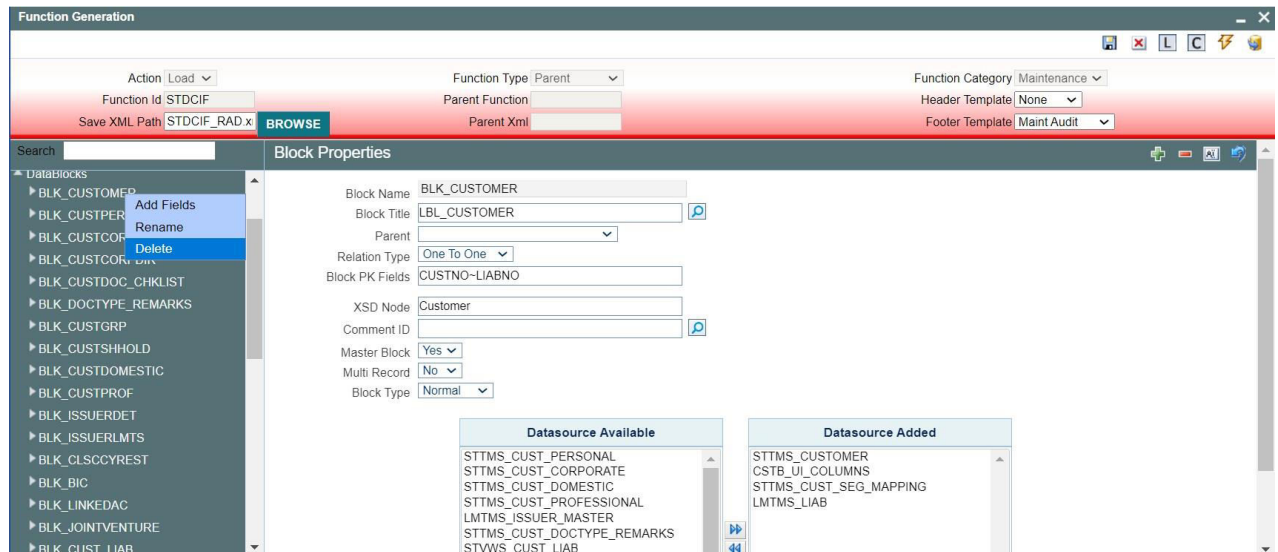 Function Generation
L C
Action Load Function Type Parent Function Category Maintenance
Function Id STDCIF Parent Function Header Template None
Save XML Path STDCIF_RAD.x BROWSE Parent Xml Footer Template Maint Audit
Search Block Properties
DataBlocks
BLK_CUSTOMER
BLK_CUSTPER
BLK_CUSTCOR
BLK_CUSTCORPDIR
BLK_CUSTDOC_CHKLIST
BLK_DOCTYPE_REMARKS
BLK_CUSTGRP
BLK_CUSTSHHOLD
BLK_CUSTDOMESTIC
BLK_CUSTPROF
BLK_ISSUERDET
BLK_ISSUERLMTS
BLK_CLSCCYREST
BLK_BIC
BLK_LINKEDAC
BLK_JOINTVENTURE
BLK_CUST_LIAB
Add Fields
Rename
Delete
Block Name BLK_CUSTOMER
Block Title LBL_CUSTOMER
Parent
Relation Type One To One
Block PK Fields CUSTNO~LIABNO
XSD Node Customer
Comment ID
Master Block Yes
Multi Record No
Block Type Normal
Datasource Available
STTMS_CUST_PERSONAL
STTMS_CUST_CORPORATE
STTMS_CUST_DOMESTIC
STTMS_CUST_PROFESSIONAL
LMTMS_ISSUER_MASTER
STTMS_CUST_DOCTYPE_REMARKS
STVWS_CUST_LIAB
Datasource Added
STTMS_CUSTOMER
CSTB_UI_COLUMNS
STTMS_CUST_SEG_MAPPING
LMTMS_LIAB